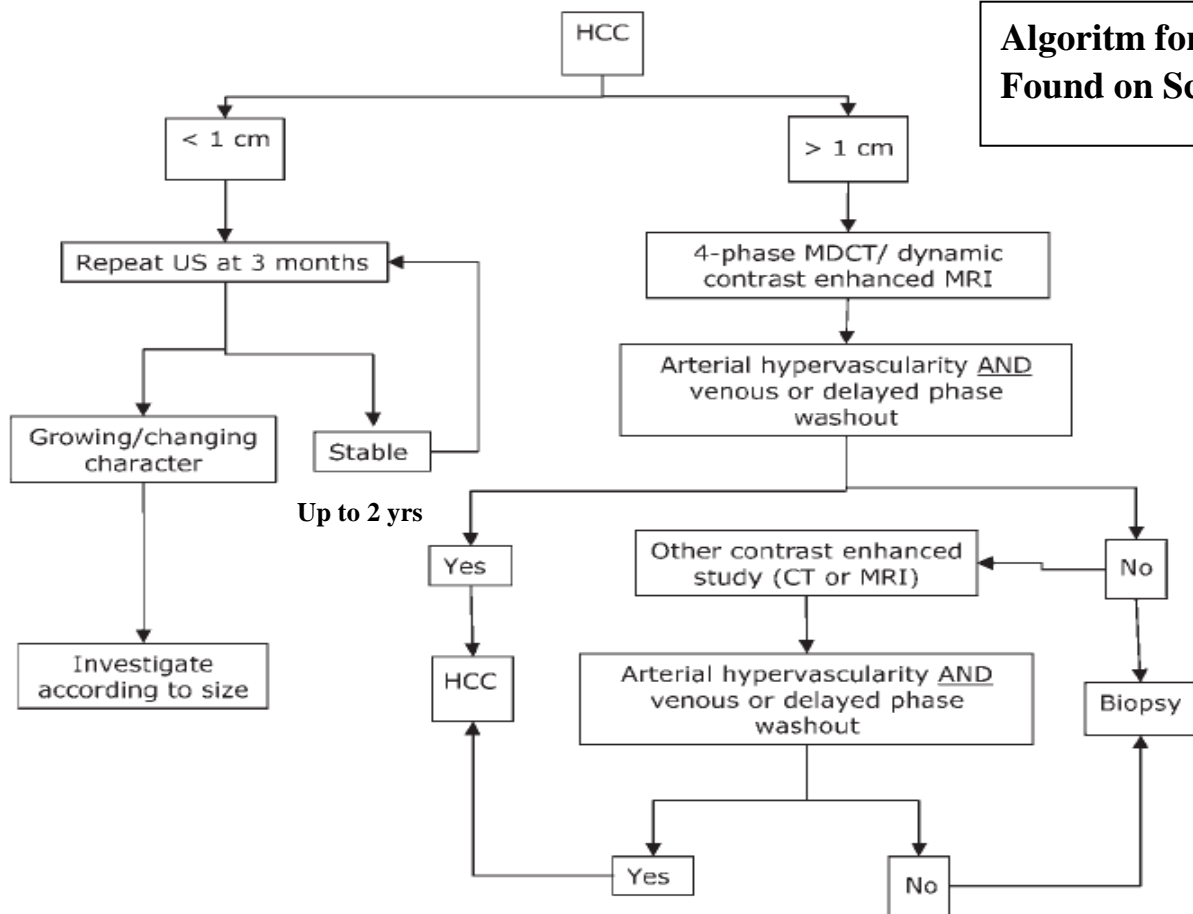 HCC
Algoritm for
Found on Sc
< 1 cm
> 1 cm
Repeat US at 3 months
4-phase MDCT/ dynamic
contrast enhanced MRI
Arterial hypervascularity AND
venous or delayed phase
washout
Growing/changing
character
Stable
Up to 2 yrs
Yes
Other contrast enhanced
study (CT or MRI)
No
Investigate
according to size
HCC
Arterial hypervascularity AND
venous or delayed phase
washout
Biopsy
Yes
No